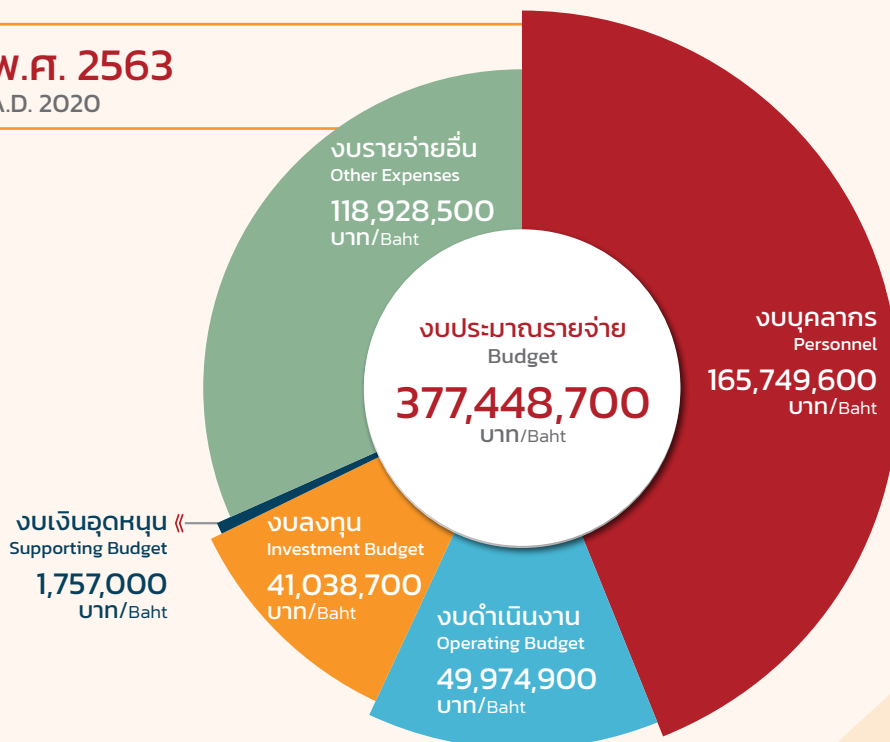 พ.ศ. 2563
A.D. 2020
งบรายจ่ายอื่น
Other Expenses
118,928,500
บาท/Baht
งบประมาณรายจ่าย
Budget
377,448,700
บาท/Baht
งบบุคลากร
Personnel
165,749,600
บาท/Baht
งบเงินอุดหนุน
Supporting Budget
1,757,000
บาท/Baht
งบลงทุน
Investment Budget
41,038,700
บาท/Baht
งบดำเนินงาน
Operating Budget
49,974,900
บาท/Baht